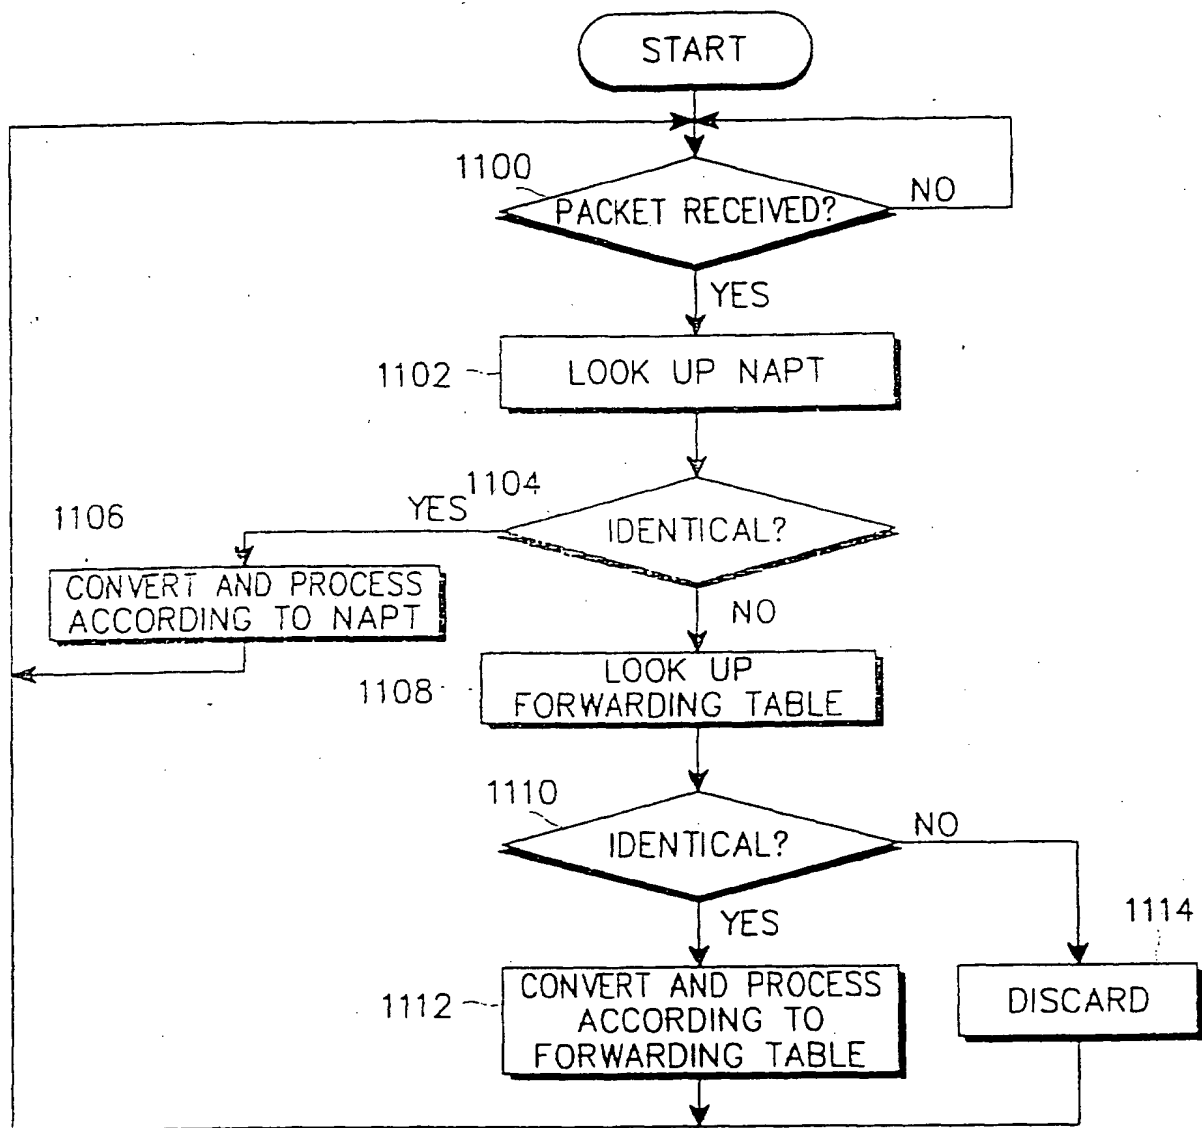 START
1100
PACKET RECEIVED?
NO
YES
1102
LOOK UP NAPT
1104
YES
IDENTICAL?
1106
CONVERT AND PROCESS
ACCORDING TO NAPT
NO
1108
LOOK UP
FORWARDING TABLE
1110
IDENTICAL?
NO
YES
1114
1112
CONVERT AND PROCESS
ACCORDING TO
FORWARDING TABLE
DISCARD